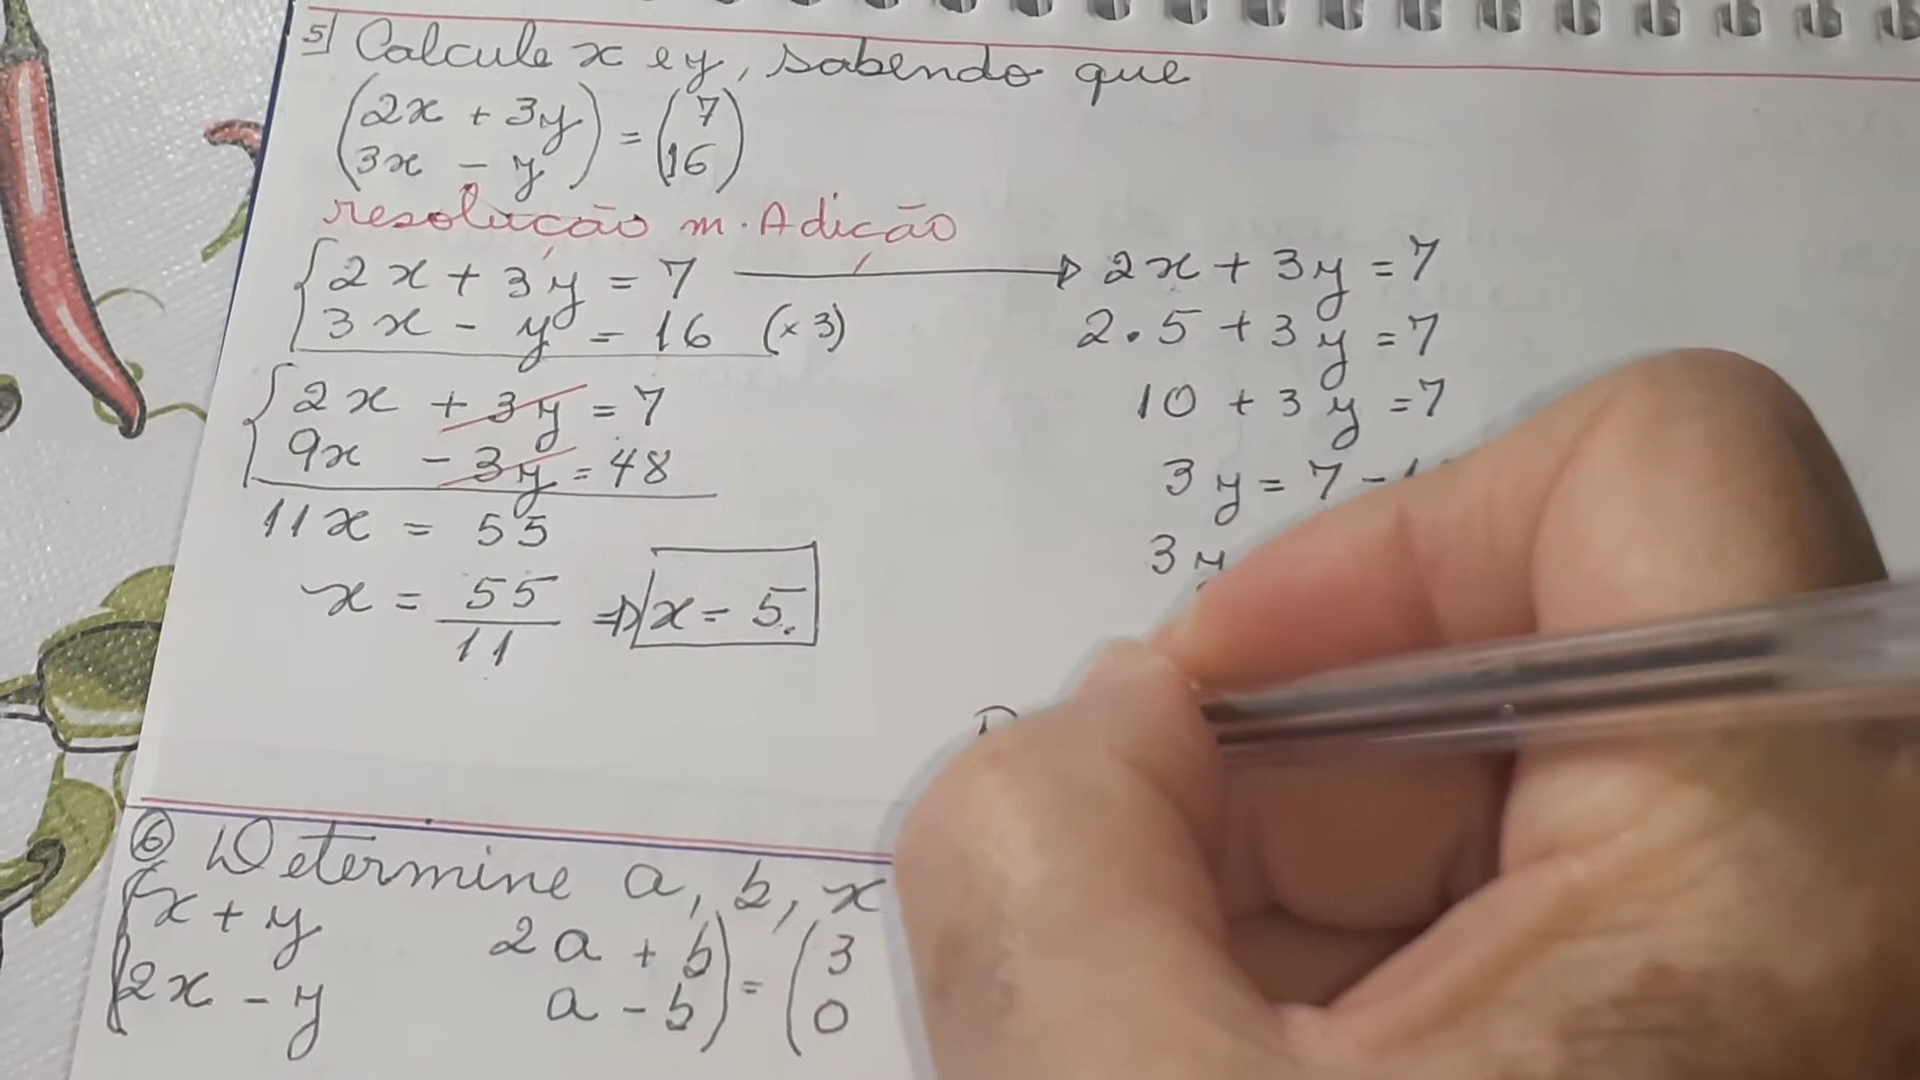 5) Calcule x e y, sabendo que
(2x + 3y) = (7)
(3x - y) (16)
resolução m. Adição
{2x + 3y = 7
3x - y = 16 (x3)
{2x + 3y = 7
9x - 3y = 48
11x = 55
x = 55/11 ⇒ x = 5.
2x + 3y = 7
2.5 + 3y = 7
10 + 3y = 7
3y = 7 -
3y
6 Determine a, b, x
x + y 2a + b) = (3
2x - y a - b) (0